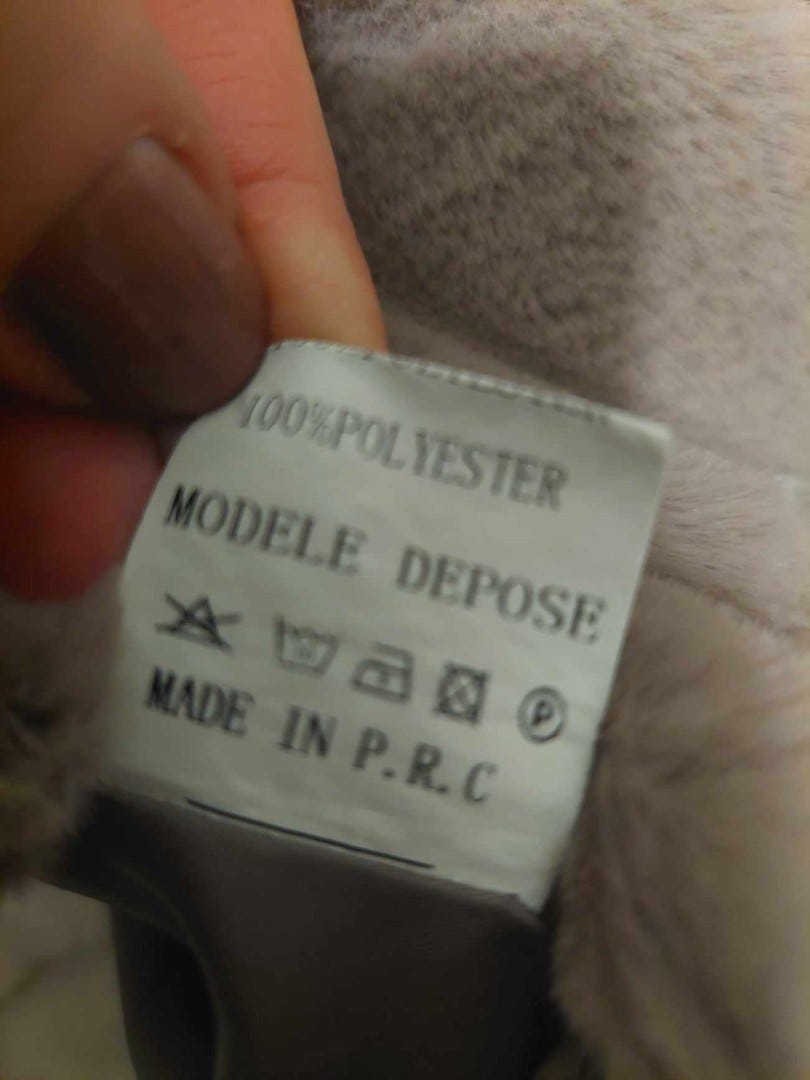 100%POLYESTER
MODELE DEPOSE
P
MADE IN P.R.C